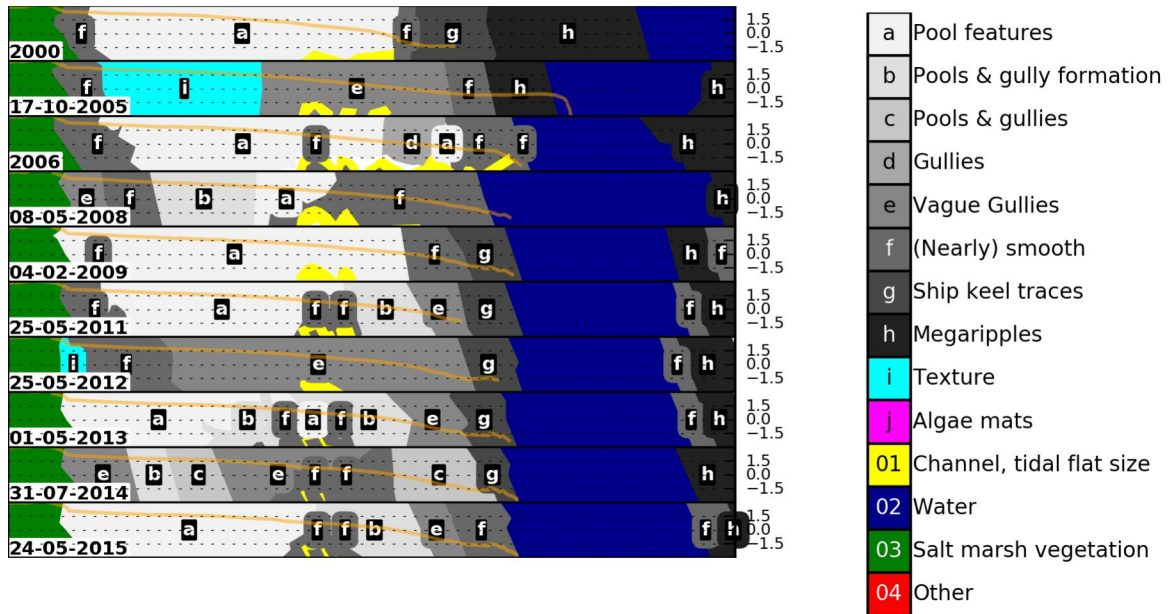 f a f g h 1.5 0.0 −1.5
2000
f i e f h h 1.5 0.0 −1.5
17-10-2005
f a f d a f f h 1.5 0.0 −1.5
2006
e f b a f h 1.5 0.0 −1.5
08-05-2008
f a f g h f 1.5 0.0 −1.5
04-02-2009
f a f f b e g f h 1.5 0.0 −1.5
25-05-2011
i f e g f h 1.5 0.0 −1.5
25-05-2012
a b f a f b e g f h 1.5 0.0 −1.5
01-05-2013
e b c e f f c g h 1.5 0.0 −1.5
31-07-2014
a f f b e f f h 1.5 0.0 −1.5
24-05-2015
a Pool features
b Pools & gully formation
c Pools & gullies
d Gullies
e Vague Gullies
f (Nearly) smooth
g Ship keel traces
h Megaripples
i Texture
j Algae mats
01 Channel, tidal flat size
02 Water
03 Salt marsh vegetation
04 Other